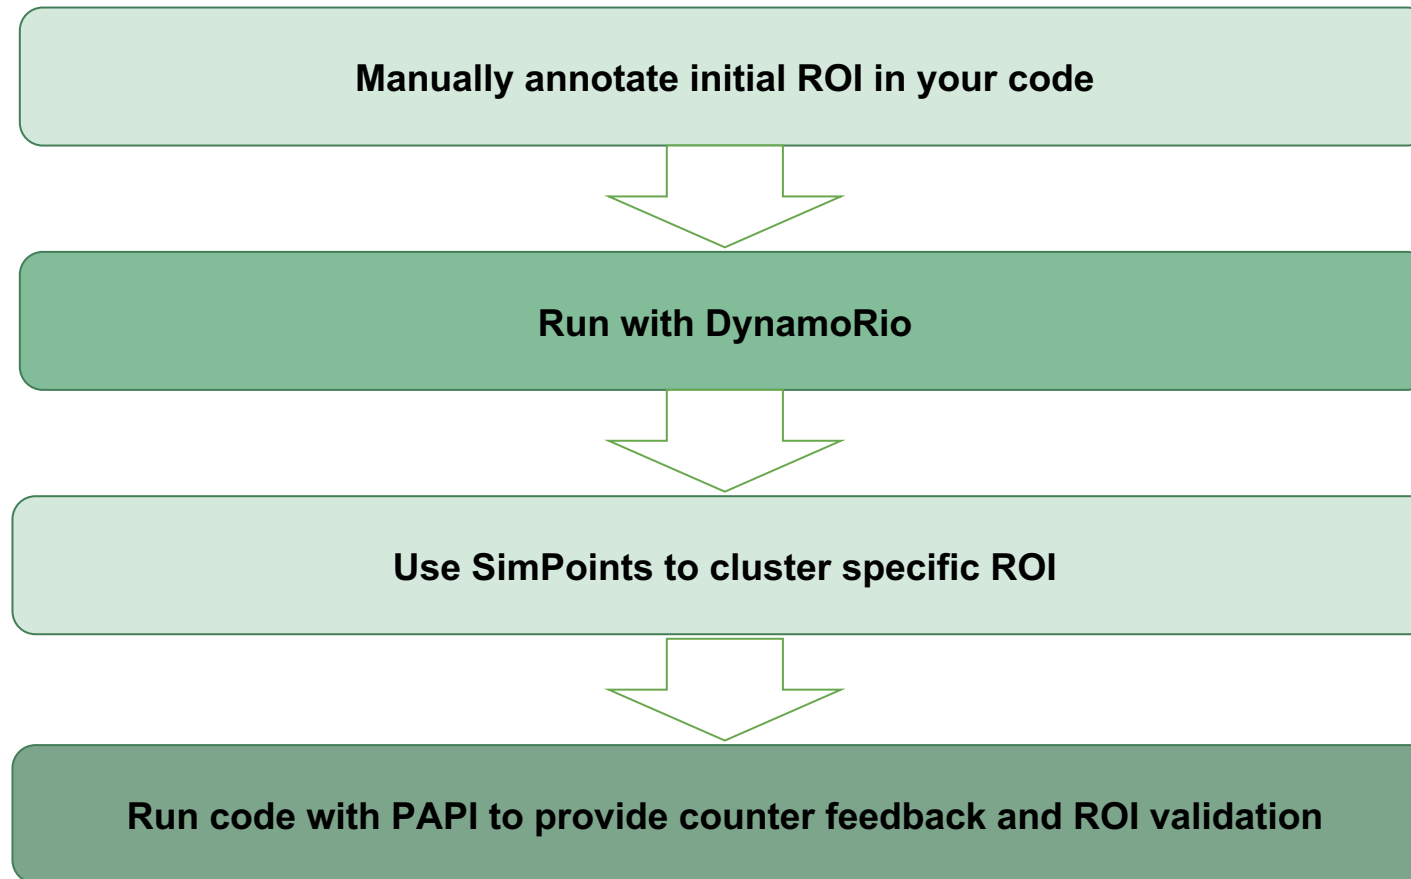 Manually annotate initial ROI in your code
Run with DynamoRio
Use SimPoints to cluster specific ROI
Run code with PAPI to provide counter feedback and ROI validation